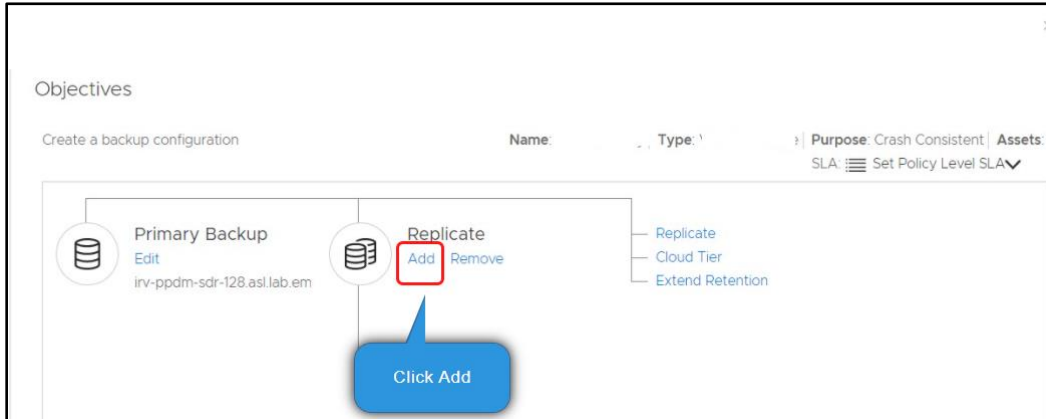 Objectives
Create a backup configuration
Name:
Type:
Purpose: Crash Consistent
Assets:
SLA: Set Policy Level SLA
Primary Backup
Edit
irv-ppdm-sdr-128.asl.lab.em
Replicate
Add Remove
Replicate
Cloud Tier
Extend Retention
Click Add